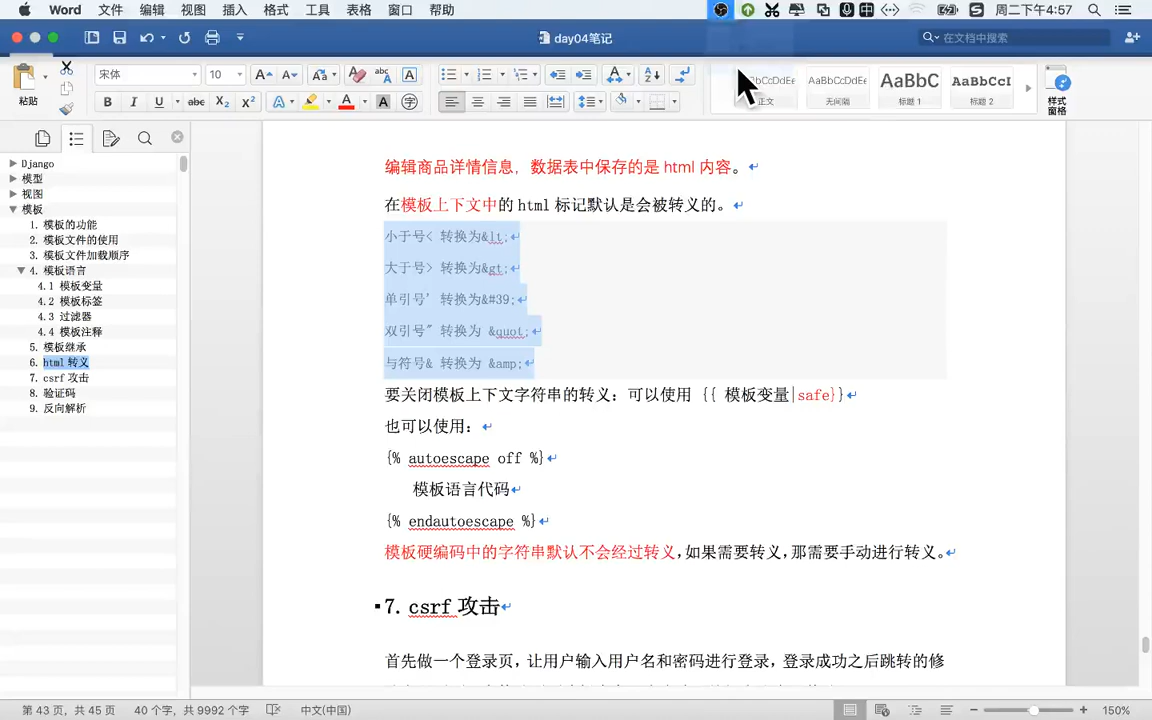 Word 文件 编辑 视图 插入 格式 工具 表格 窗口 帮助
周二下午4:57
day04笔记
在文档中搜索
粘贴
宋体 10
正文
AaBbCcDdEe 无间隔
AaBbC 标题 1
AaBbCcI 标题 2
样式
窗格
Django
模型
视图
模板
1. 模板的功能
2. 模板文件的使用
3. 模板文件加载顺序
4. 模板语言
4.1 模板变量
4.2 模板标签
4.3 过滤器
4.4 模板注释
5. 模板继承
6. html 转义
7. csrf 攻击
8. 验证码
9. 反向解析
编辑商品详情信息，数据表中保存的是 html 内容。
在模板上下文中的 html 标记默认是会被转义的。
小于号< 转换为&lt;
大于号> 转换为&gt;
单引号' 转换为&#39;
双引号" 转换为 &quot;
与符号& 转换为 &amp;
要关闭模板上下文字符串的转义：可以使用 {{ 模板变量|safe}}
也可以使用：
{% autoescape off %}
模板语言代码
{% endautoescape %}
模板硬编码中的字符串默认不会经过转义，如果需要转义，那需要手动进行转义。
7. csrf 攻击
首先做一个登录页，让用户输入用户名和密码进行登录，登录成功之后跳转的修
第 43 页，共 45 页 40 个字，共 9992 个字 中文(中国) 150%